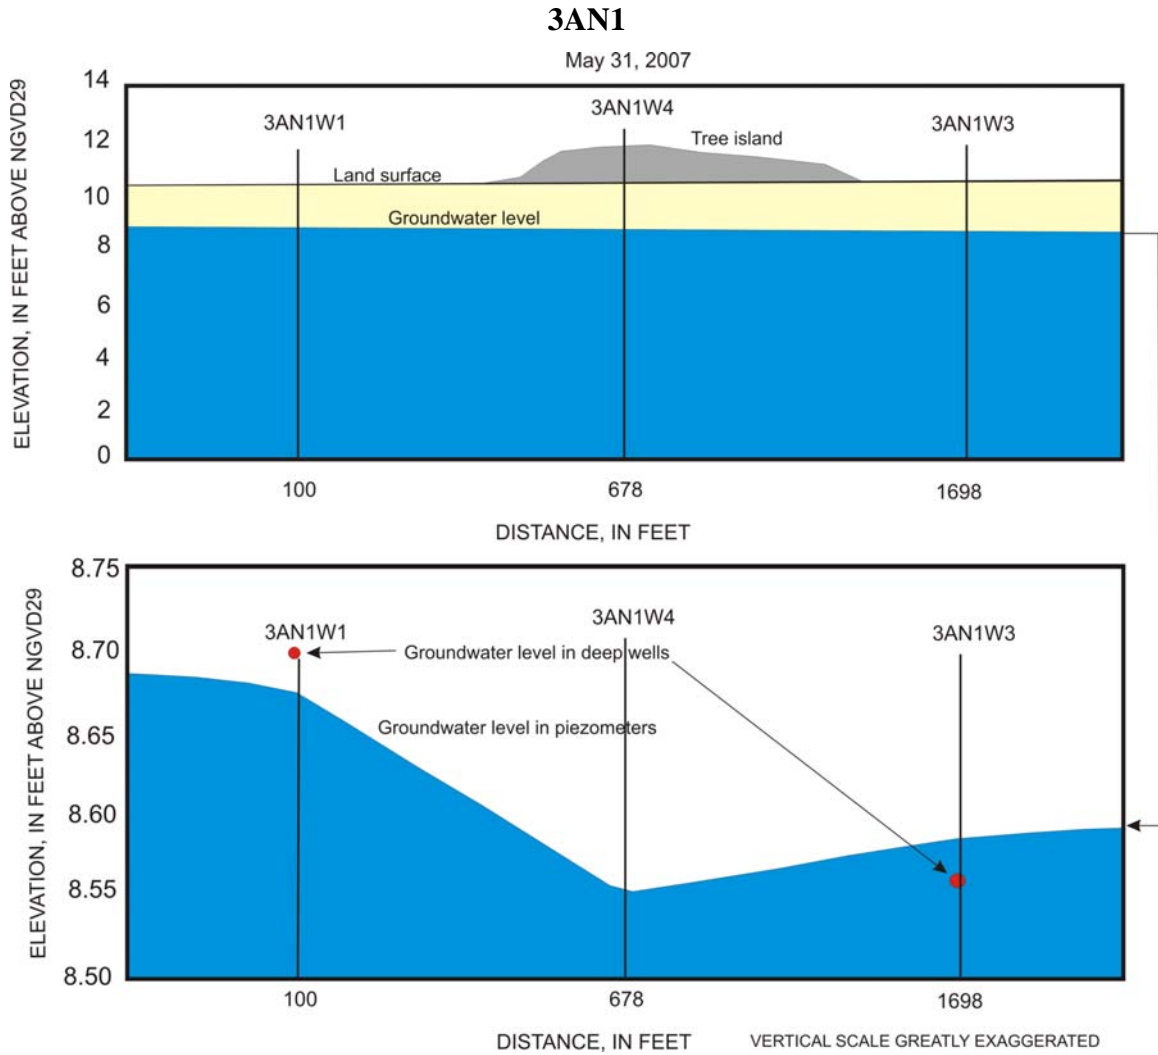 3AN1
May 31, 2007
ELEVATION, IN FEET ABOVE NGVD29
14
12
10
8
6
4
2
0
3AN1W1
3AN1W4
3AN1W3
Tree island
Land surface
Groundwater level
100
678
1698
DISTANCE, IN FEET
ELEVATION, IN FEET ABOVE NGVD29
8.75
8.70
8.65
8.60
8.55
8.50
3AN1W1
3AN1W4
3AN1W3
Groundwater level in deep wells
Groundwater level in piezometers
100
678
1698
DISTANCE, IN FEET
VERTICAL SCALE GREATLY EXAGGERATED